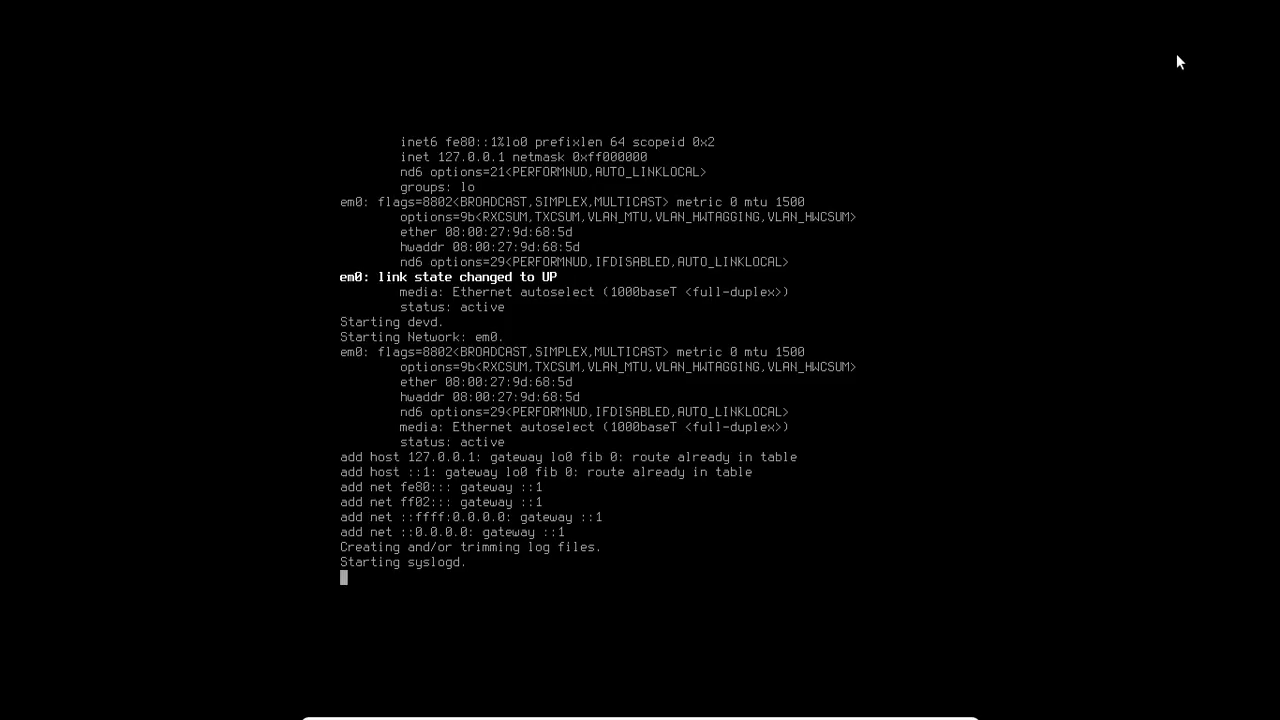 inet6 fe80::1%lo0 prefixlen 64 scopeid 0x2
inet 127.0.0.1 netmask 0xff000000
nd6 options=21<PERFORMNUD,AUTO_LINKLOCAL>
groups: lo
em0: flags=8802<BROADCAST,SIMPLEX,MULTICAST> metric 0 mtu 1500
options=9b<RXCSUM,TXCSUM,VLAN_MTU,VLAN_HWTAGGING,VLAN_HWCSUM>
ether 08:00:27:9d:68:5d
hwaddr 08:00:27:9d:68:5d
nd6 options=29<PERFORMNUD,IFDISABLED,AUTO_LINKLOCAL>
em0: link state changed to UP
media: Ethernet autoselect (1000baseT <full-duplex>)
status: active
Starting devd.
Starting Network: em0.
em0: flags=8802<BROADCAST,SIMPLEX,MULTICAST> metric 0 mtu 1500
options=9b<RXCSUM,TXCSUM,VLAN_MTU,VLAN_HWTAGGING,VLAN_HWCSUM>
ether 08:00:27:9d:68:5d
hwaddr 08:00:27:9d:68:5d
nd6 options=29<PERFORMNUD,IFDISABLED,AUTO_LINKLOCAL>
media: Ethernet autoselect (1000baseT <full-duplex>)
status: active
add host 127.0.0.1: gateway lo0 fib 0: route already in table
add host ::1: gateway lo0 fib 0: route already in table
add net fe80::: gateway ::1
add net ff02::: gateway ::1
add net ::ffff:0.0.0.0: gateway ::1
add net ::0.0.0.0: gateway ::1
Creating and/or trimming log files.
Starting syslogd.